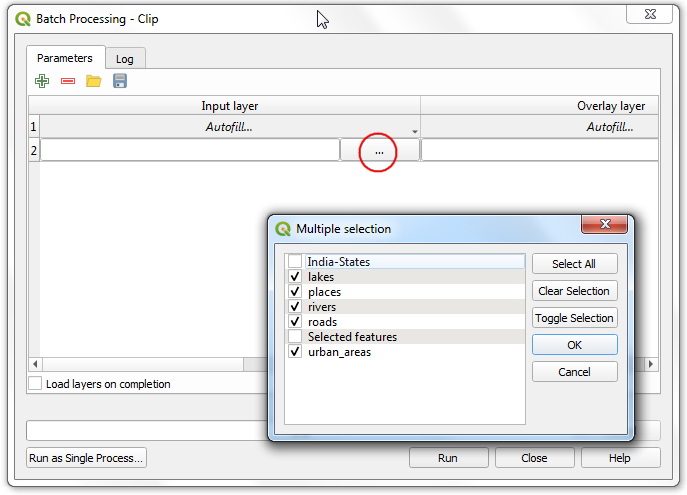 Batch Processing - Clip
Parameters
Log
Input layer
Overlay layer
1
Autofill...
Autofill...
2
...
Multiple selection
India-States
lakes
places
rivers
roads
Selected features
urban_areas
Select All
Clear Selection
Toggle Selection
OK
Cancel
Load layers on completion
Run as Single Process...
Run
Close
Help